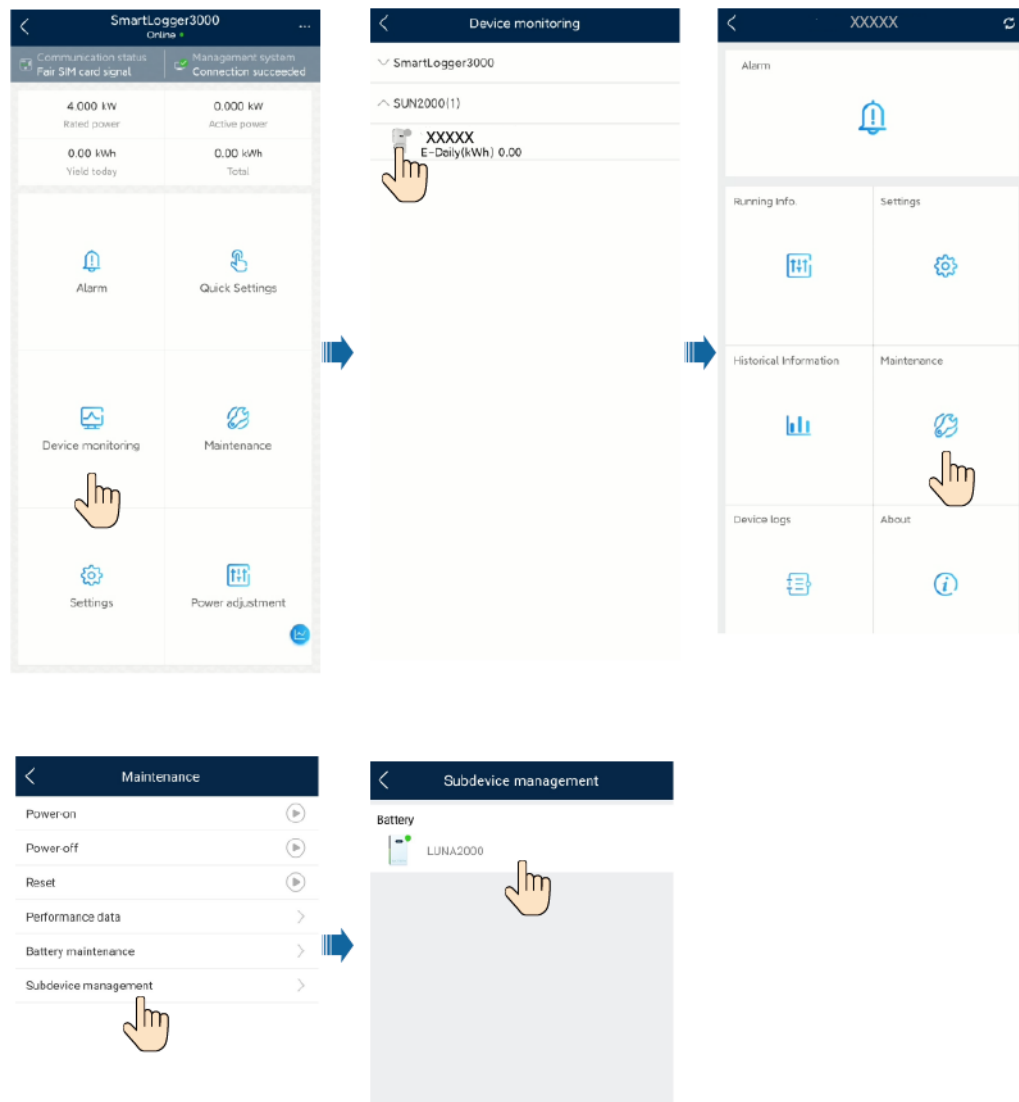 SmartLogger3000
Online
...
Communication status
Fair SIM card signal
Management system
Connection succeeded
4.000 kW
Rated power
0.000 kW
Active power
0.00 kWh
Yield today
0.00 kWh
Total
Alarm
Quick Settings
Device monitoring
Maintenance
Settings
Power adjustment
Device monitoring
SmartLogger3000
SUN2000(1)
XXXXX
E-Daily(kWh) 0.00
XXXXX
Alarm
Running Info.
Settings
Historical Information
Maintenance
Device logs
About
Maintenance
Power-on
Power-off
Reset
Performance data
Battery maintenance
Subdevice management
Subdevice management
Battery
LUNA2000